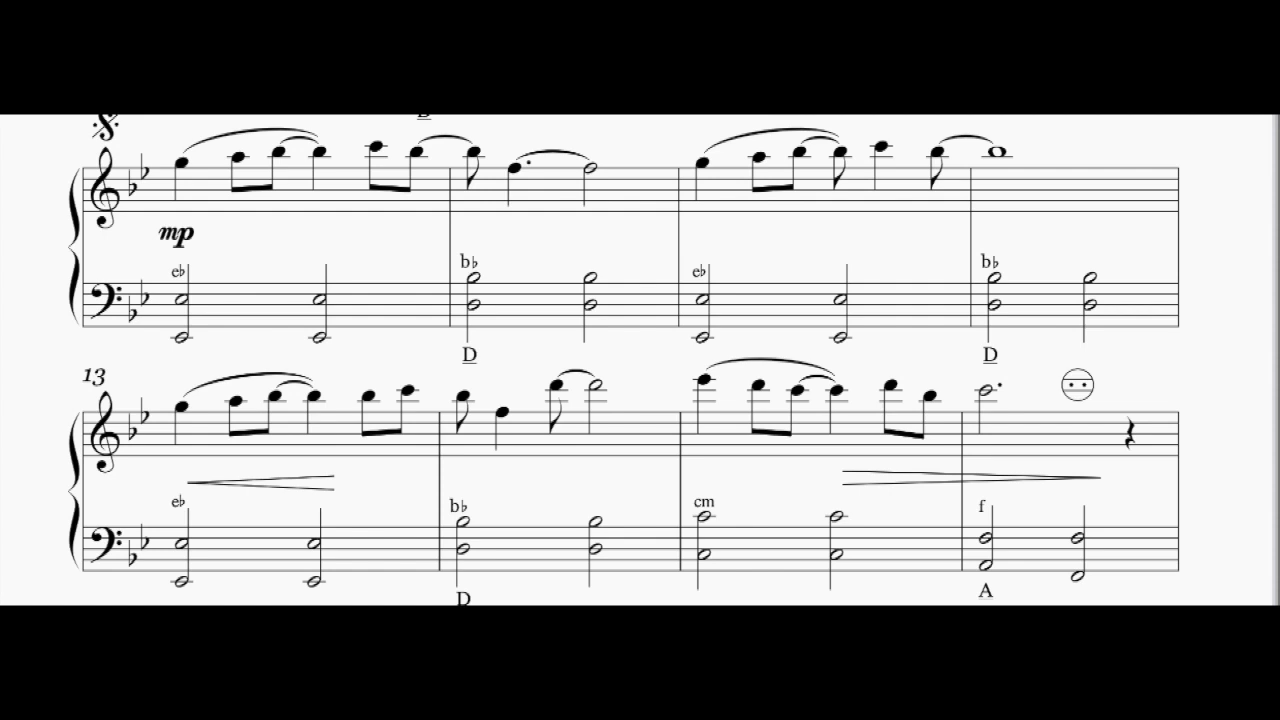 mp
e♭ b♭ e♭ b♭
D D
13
e♭ b♭ cm f
D A